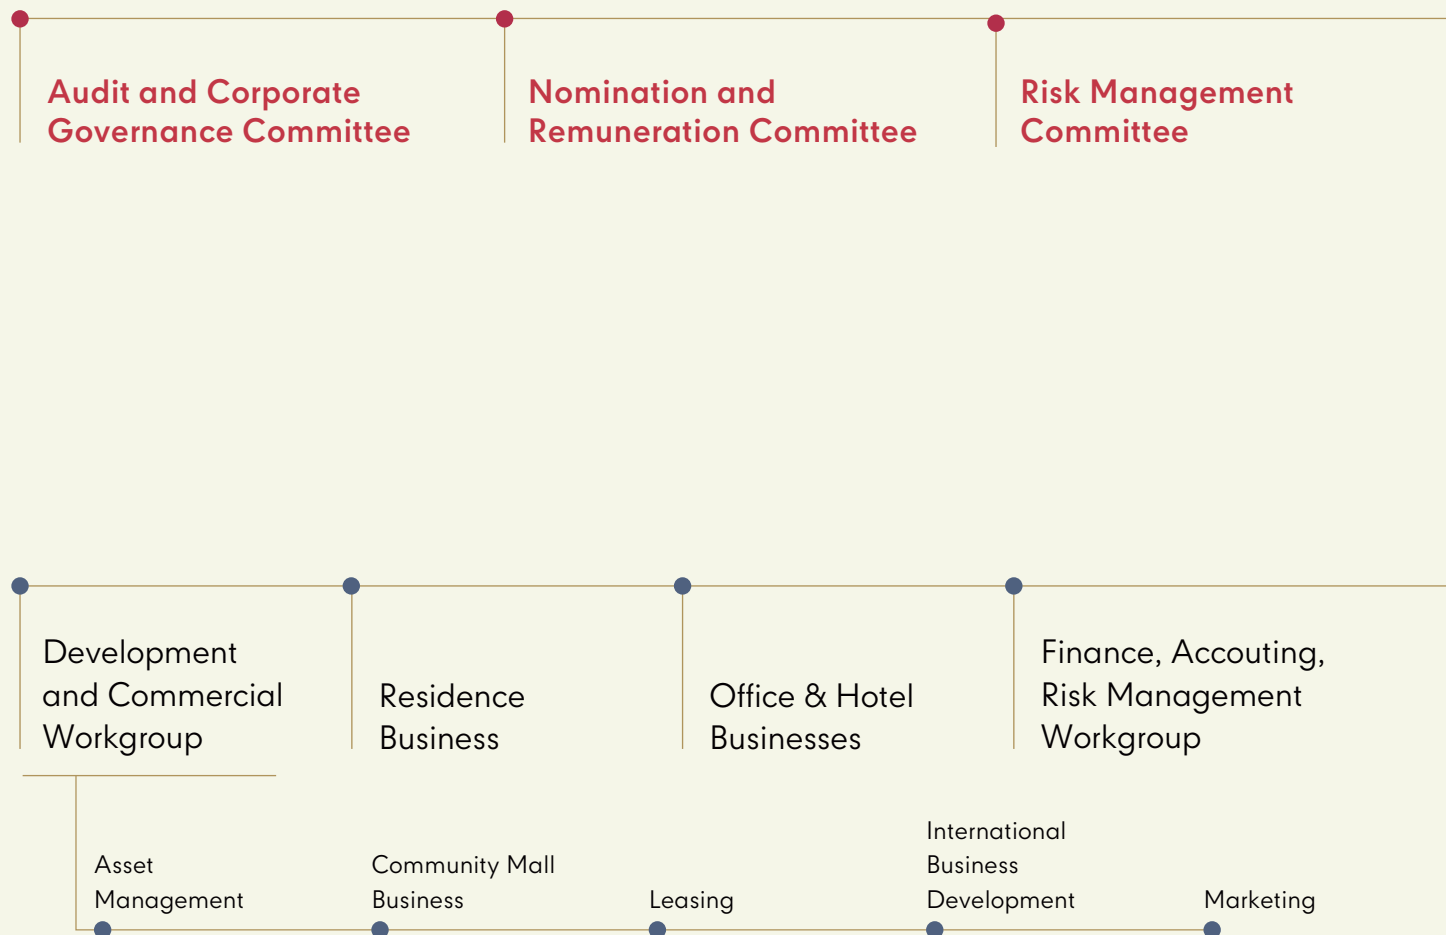 Audit and Corporate
Governance Committee
Nomination and
Remuneration Committee
Risk Management
Committee
Development
and Commercial
Workgroup
Residence
Business
Office & Hotel
Businesses
Finance, Accouting,
Risk Management
Workgroup
Asset
Management
Community Mall
Business
Leasing
International
Business
Development
Marketing